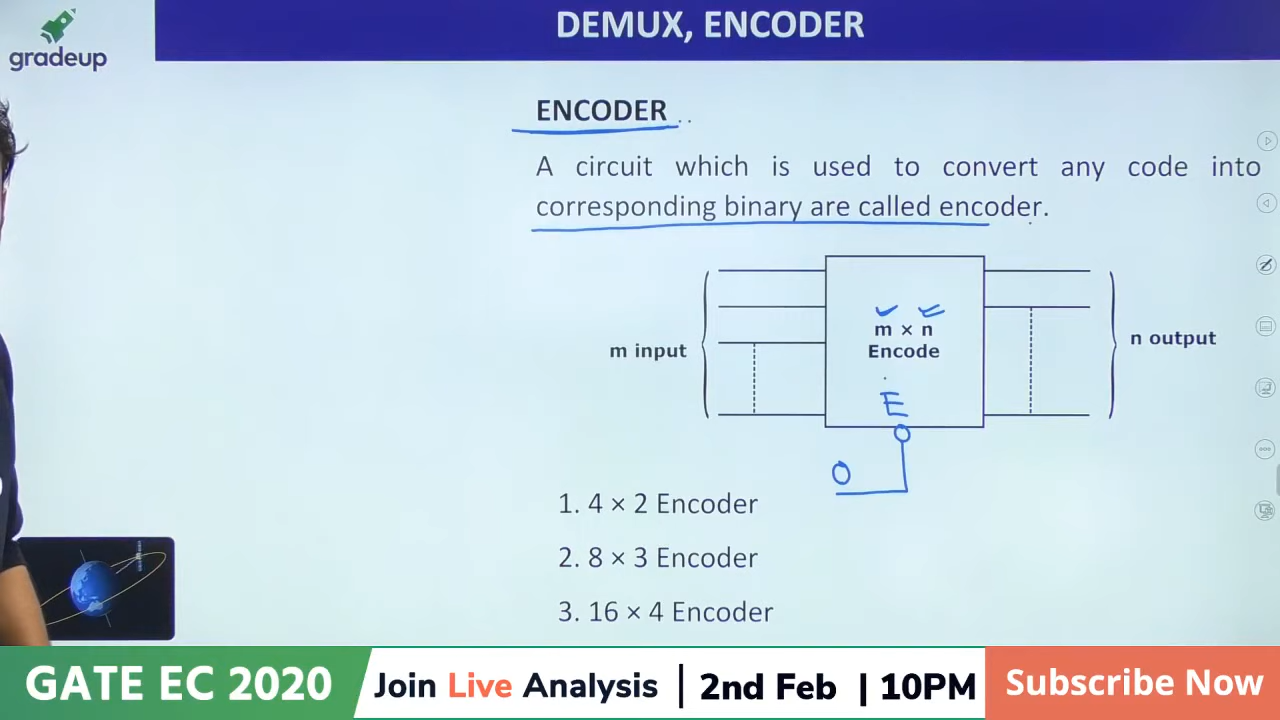 gradeup
DEMUX, ENCODER
ENCODER
A circuit which is used to convert any code into
corresponding binary are called encoder.
m input
m × n
Encode
E
n output
0
1. 4 × 2 Encoder
2. 8 × 3 Encoder
3. 16 × 4 Encoder
GATE EC 2020
Join Live Analysis | 2nd Feb | 10PM
Subscribe Now